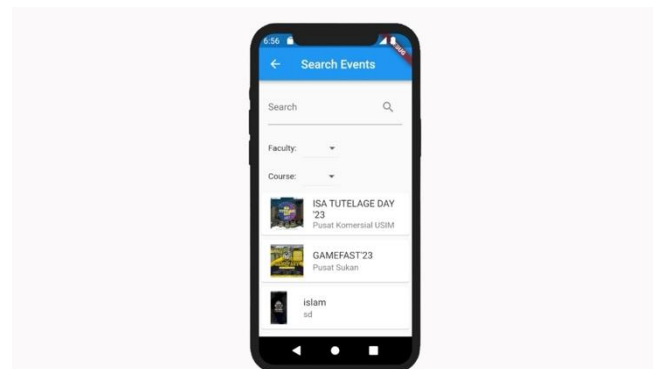 6:56
DEBUG
Search Events
Search
Faculty:
Course:
ISA TUTELAGE DAY
'23
Pusat Komersial USIM
GAMEFAST'23
Pusat Sukan
islam
sd